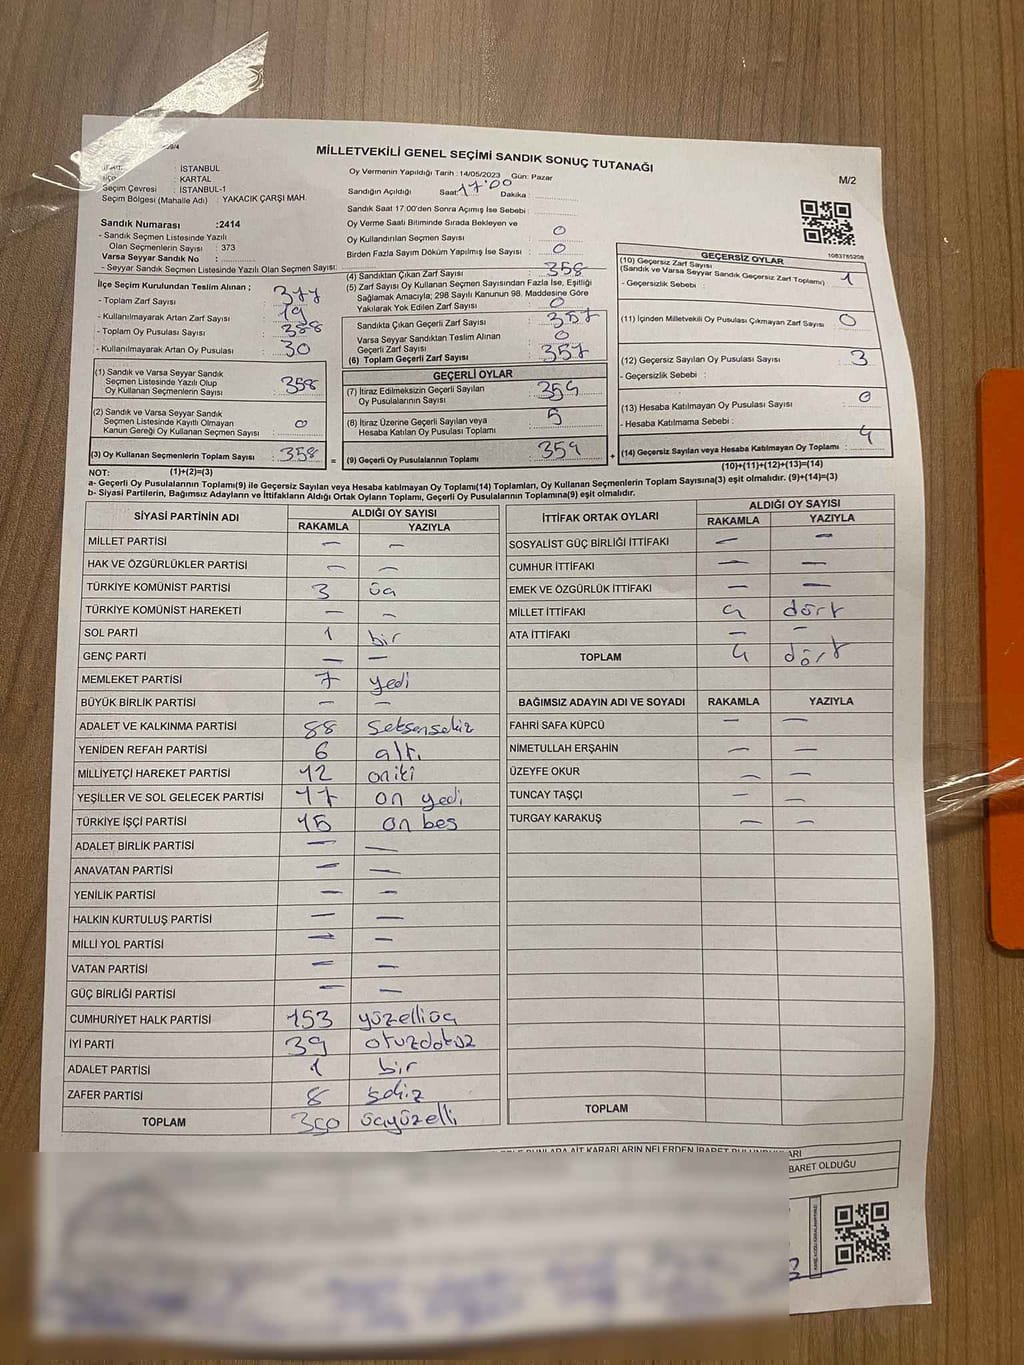 MİLLETVEKİLİ GENEL SEÇİMİ SANDIK SONUÇ TUTANAĞI
M/2
: İSTANBUL
: KARTAL
Seçim Çevresi : İSTANBUL-1
Seçim Bölgesi (Mahalle Adı) : YAKACIK ÇARŞI MAH.
Oy Vermenin Yapıldığı Tarih :14/05/2023 Gün: Pazar
Sandığın Açıldığı Saat: 17:00 Dakika :
Sandık Saat 17:00'den Sonra Açımış İse Sebebi :
Sandık Numarası :2414
- Sandık Seçmen Listesinde Yazılı
Olan Seçmenlerin Sayısı : 373
Varsa Seyyar Sandık No :
- Seyyar Sandık Seçmen Listesinde Yazılı Olan Seçmen Sayısı:
Oy Verme Saati Bitiminde Sırada Bekleyen ve
Oy Kullandırılan Seçmen Sayısı : 0
Birden Fazla Sayım Döküm Yapılmış İse Sayısı : 0
İlçe Seçim Kurulundan Teslim Alınan ;
- Toplam Zarf Sayısı : 377
- Kullanılmayarak Artan Zarf Sayısı : 19
- Toplam Oy Pusulası Sayısı : 388
- Kullanılmayarak Artan Oy Pusulası : 30
(1) Sandık ve Varsa Seyyar Sandık
Seçmen Listesinde Yazılı Olup
Oy Kullanan Seçmenlerin Sayısı : 358
(2) Sandık ve Varsa Seyyar Sandık
Seçmen Listesinde Kayıtlı Olmayan
Kanun Gereği Oy Kullanan Seçmen Sayısı : 0
(3) Oy Kullanan Seçmenlerin Toplam Sayısı : 358
(1)+(2)=(3)
(4) Sandıktan Çıkan Zarf Sayısı : 358
(5) Zarf Sayısı Oy Kullanan Seçmen Sayısından Fazla İse, Eşitliği
Sağlamak Amacıyla; 298 Sayılı Kanunun 98. Maddesine Göre
Yakılarak Yok Edilen Zarf Sayısı : 0
Sandıkta Çıkan Geçerli Zarf Sayısı : 357
Varsa Seyyar Sandıktan Teslim Alınan
Geçerli Zarf Sayısı : 0
(6) Toplam Geçerli Zarf Sayısı : 357
GEÇERLİ OYLAR
(7) İtiraz Edilmeksizin Geçerli Sayılan
Oy Pusulalarının Sayısı : 354
(8) İtiraz Üzerine Geçerli Sayılan veya
Hesaba Katılan Oy Pusulası Toplamı :
= (9) Geçerli Oy Pusulalarının Toplamı : 354
1083765208
GEÇERSİZ OYLAR
(10) Geçersiz Zarf Sayısı
(Sandık ve Varsa Seyyar Sandık Geçersiz Zarf Toplamı) : 1
- Geçersizlik Sebebi :
(11) İçinden Milletvekili Oy Pusulası Çıkmayan Zarf Sayısı : 0
(12) Geçersiz Sayılan Oy Pusulası Sayısı : 3
- Geçersizlik Sebebi :
(13) Hesaba Katılmayan Oy Pusulası Sayısı : 0
- Hesaba Katılmama Sebebi :
+ (14) Geçersiz Sayılan veya Hesaba Katılmayan Oy Toplamı : 4
(10)+(11)+(12)+(13)=(14)
NOT:
a- Geçerli Oy Pusulalarının Toplamı(9) ile Geçersiz Sayılan veya Hesaba katılmayan Oy Toplamı(14) Toplamları, Oy Kullanan Seçmenlerin Toplam Sayısına(3) eşit olmalıdır. (9)+(14)=(3)
b- Siyasi Partilerin, Bağımsız Adayların ve İttifakların Aldığı Ortak Oyların Toplamı, Geçerli Oy Pusulalarının Toplamına(9) eşit olmalıdır.
SİYASİ PARTİNİN ADI ALDIĞI OY SAYISI
RAKAMLA YAZIYLA
MİLLET PARTİSİ — —
HAK VE ÖZGÜRLÜKLER PARTİSİ — —
TÜRKİYE KOMÜNİST PARTİSİ 3 üç
TÜRKİYE KOMÜNİST HAREKETİ — —
SOL PARTİ 1 bir
GENÇ PARTİ — —
MEMLEKET PARTİSİ 7 yedi
BÜYÜK BİRLİK PARTİSİ — —
ADALET VE KALKINMA PARTİSİ 88 seksensekiz
YENİDEN REFAH PARTİSİ 6 altı
MİLLİYETÇİ HAREKET PARTİSİ 12 oniki
YEŞİLLER VE SOL GELECEK PARTİSİ 17 on yedi
TÜRKİYE İŞÇİ PARTİSİ 15 on beş
ADALET BİRLİK PARTİSİ — —
ANAVATAN PARTİSİ — —
YENİLİK PARTİSİ — —
HALKIN KURTULUŞ PARTİSİ — —
MİLLİ YOL PARTİSİ — —
VATAN PARTİSİ — —
GÜÇ BİRLİĞİ PARTİSİ — —
CUMHURİYET HALK PARTİSİ 153 yüzelliüç
İYİ PARTİ 39 otuzdokuz
ADALET PARTİSİ 1 bir
ZAFER PARTİSİ 8 sekiz
TOPLAM 350 üçyüzelli
İTTİFAK ORTAK OYLARI ALDIĞI OY SAYISI
RAKAMLA YAZIYLA
SOSYALİST GÜÇ BİRLİĞİ İTTİFAKI — —
CUMHUR İTTİFAKI — —
EMEK VE ÖZGÜRLÜK İTTİFAKI — —
MİLLET İTTİFAKI 4 dört
ATA İTTİFAKI — —
TOPLAM 4 dört
BAĞIMSIZ ADAYIN ADI VE SOYADI RAKAMLA YAZIYLA
FAHRİ SAFA KÜPCÜ — —
NİMETULLAH ERŞAHİN — —
ÜZEYFE OKUR — —
TUNCAY TAŞÇI — —
TURGAY KARAKUŞ — —
TOPLAM
BARET OLDUĞU